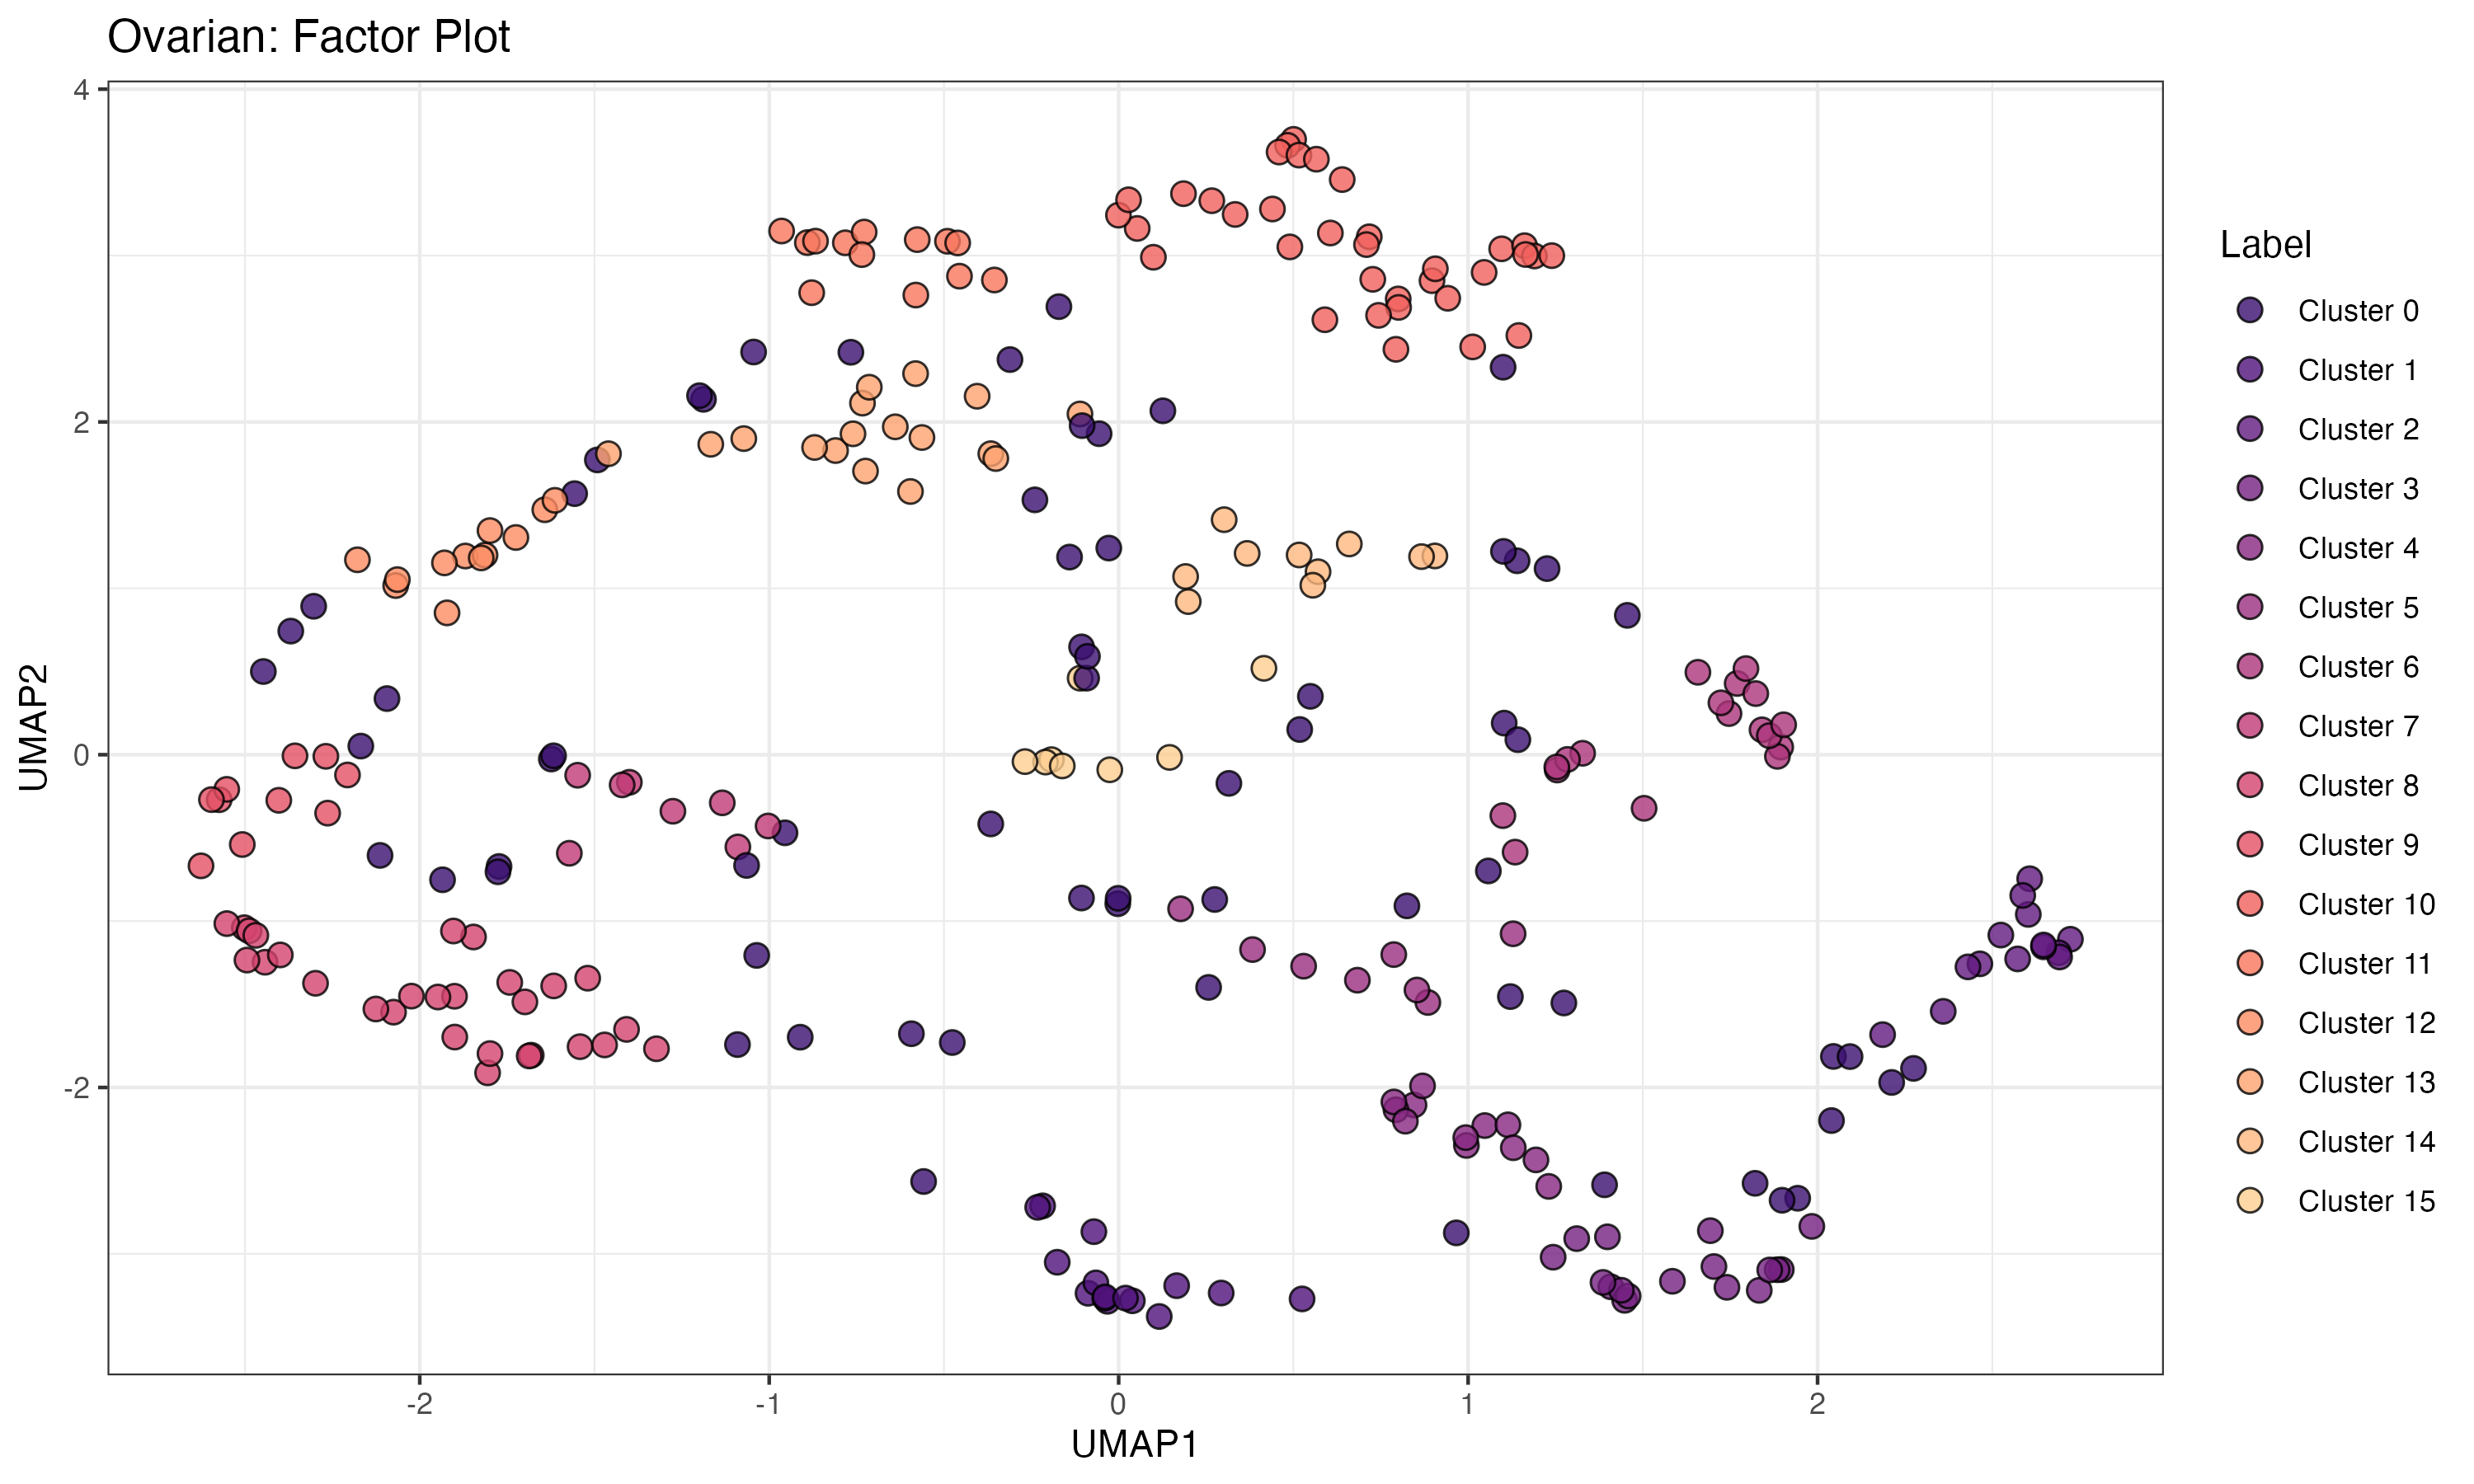 Ovarian: Factor Plot
4
2
0
-2
UMAP2
-2
-1
0
1
2
UMAP1
Label
Cluster 0
Cluster 1
Cluster 2
Cluster 3
Cluster 4
Cluster 5
Cluster 6
Cluster 7
Cluster 8
Cluster 9
Cluster 10
Cluster 11
Cluster 12
Cluster 13
Cluster 14
Cluster 15